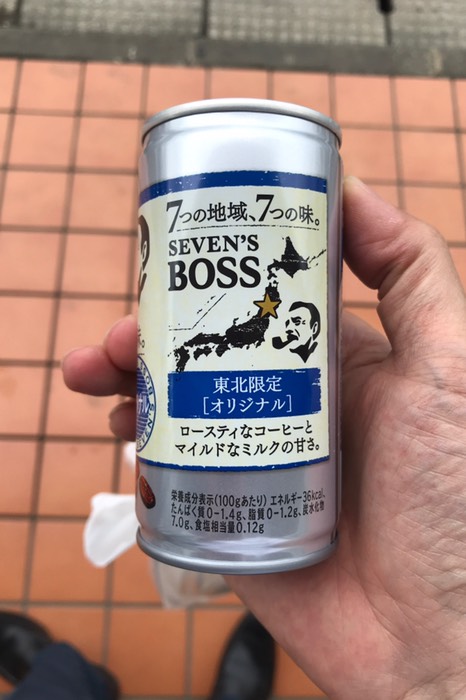 7つの地域、7つの味。
SEVEN'S
BOSS
東北限定
[オリジナル]
ロースティなコーヒーと
マイルドなミルクの甘さ。
栄養成分表示(100gあたり) エネルギー36kcal、
たんぱく質0−1.4g、脂質0−1.2g、炭水化物
7.0g、食塩相当量0.12g